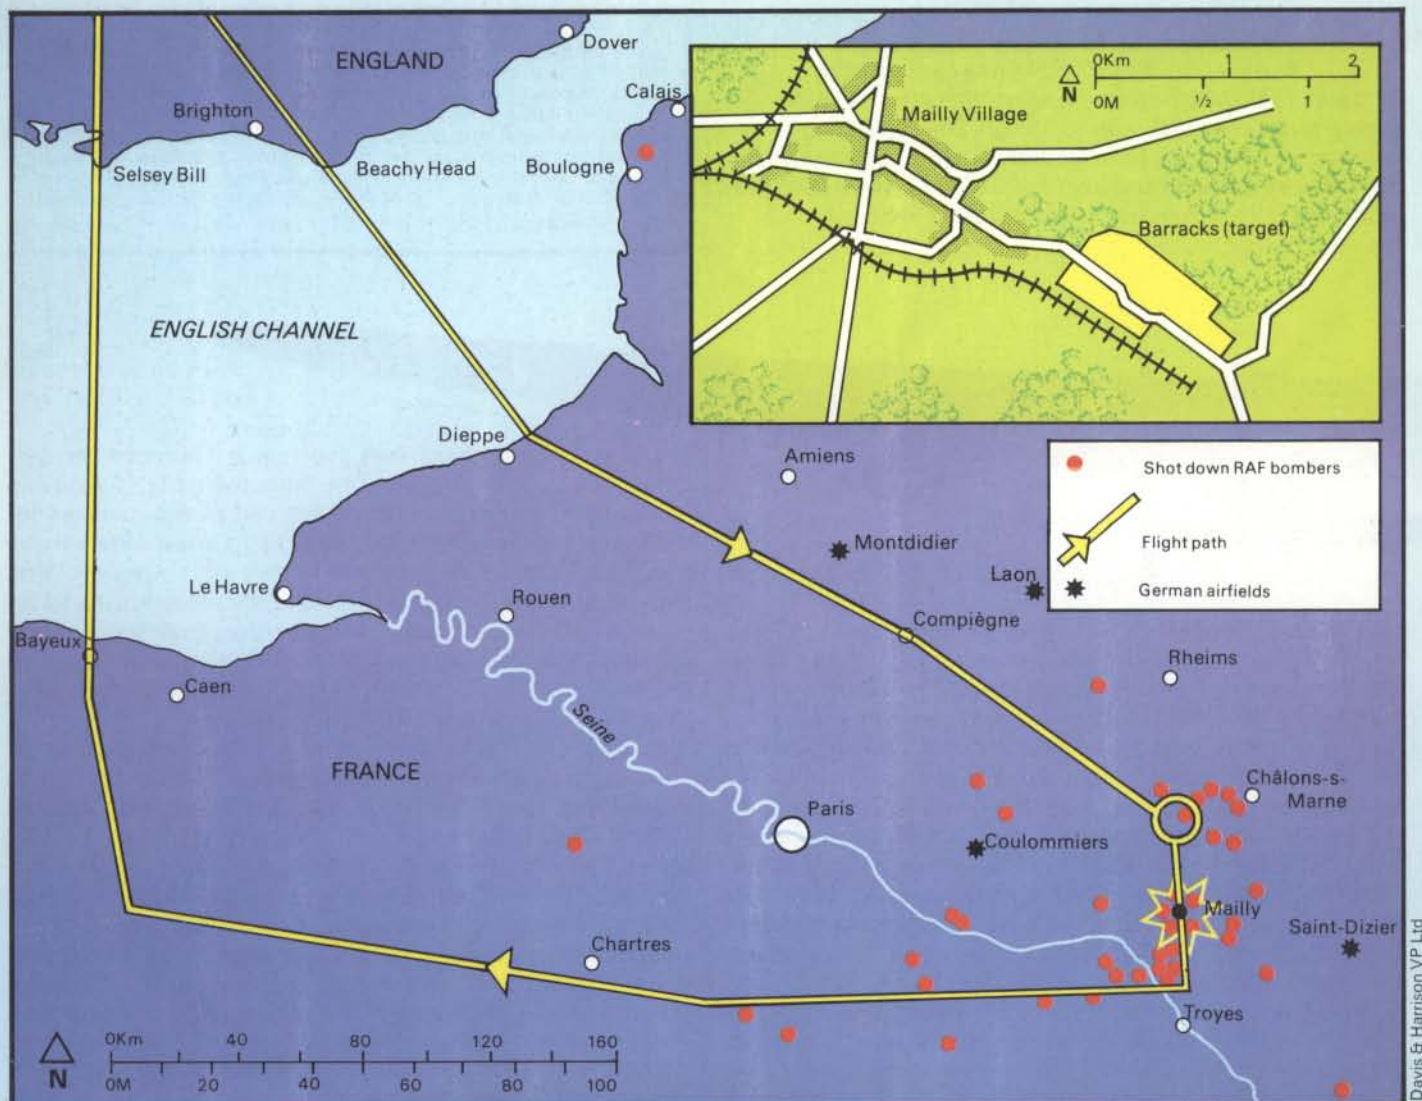 ENGLAND
Dover
Brighton
Calais
Selsey Bill
Beachy Head
Boulogne
ENGLISH CHANNEL
Dieppe
Amiens
Montdidier
Laon
Le Havre
Rouen
Compiègne
Rheims
Bayeux
Caen
Seine
FRANCE
Paris
Châlons-s-
Marne
Coulommiers
Mailly
Saint-Dizier
Chartres
Troyes
N
0Km 40 80 120 160
0M 20 40 60 80 100
Mailly Village
N
0Km 1 2
0M ½ 1
Barracks (target)
Shot down RAF bombers
Flight path
German airfields
Davis & Harrison VP Ltd